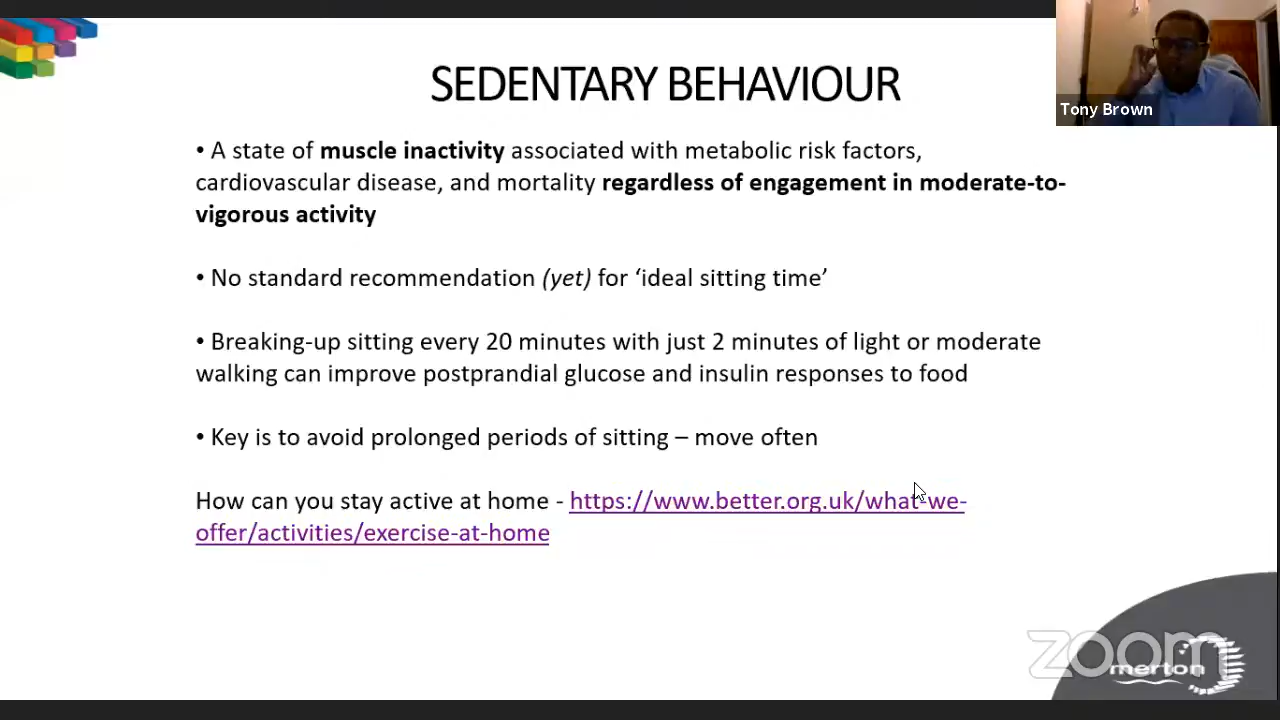 SEDENTARY BEHAVIOUR
Tony Brown
• A state of muscle inactivity associated with metabolic risk factors,
cardiovascular disease, and mortality regardless of engagement in moderate-to-
vigorous activity
• No standard recommendation (yet) for ‘ideal sitting time’
• Breaking-up sitting every 20 minutes with just 2 minutes of light or moderate
walking can improve postprandial glucose and insulin responses to food
• Key is to avoid prolonged periods of sitting – move often
How can you stay active at home - https://www.better.org.uk/what-we-
offer/activities/exercise-at-home
zoom
merton